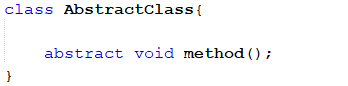 class AbstractClass{
abstract void method();
}